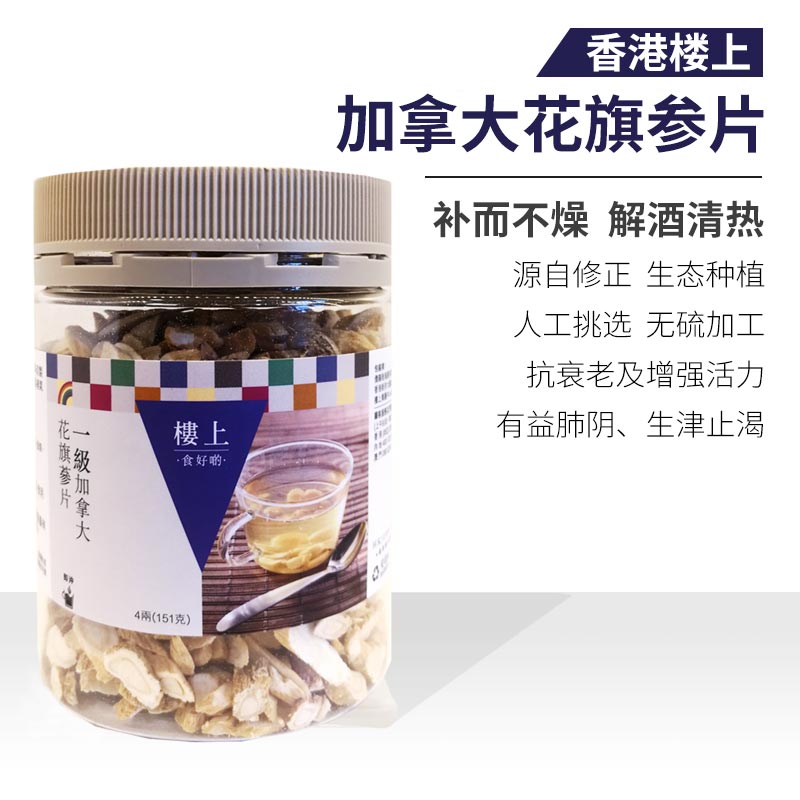 香港楼上
加拿大花旗参片
补而不燥 解酒清热
源自修正 生态种植
人工挑选 无硫加工
抗衰老及增强活力
有益肺阴、生津止渴
樓上
·食好啲·
一級加拿大
花旗蔘片
即沖
4兩(151克)